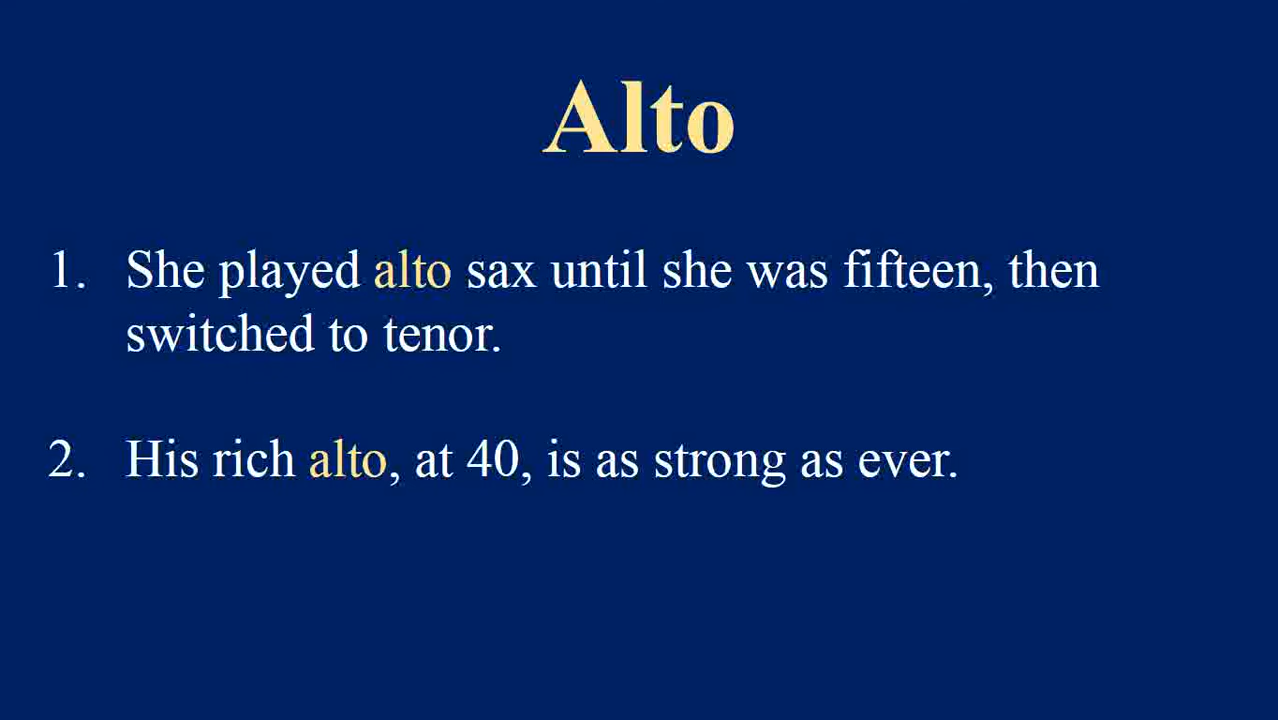 Alto
1. She played alto sax until she was fifteen, then
switched to tenor.
2. His rich alto, at 40, is as strong as ever.